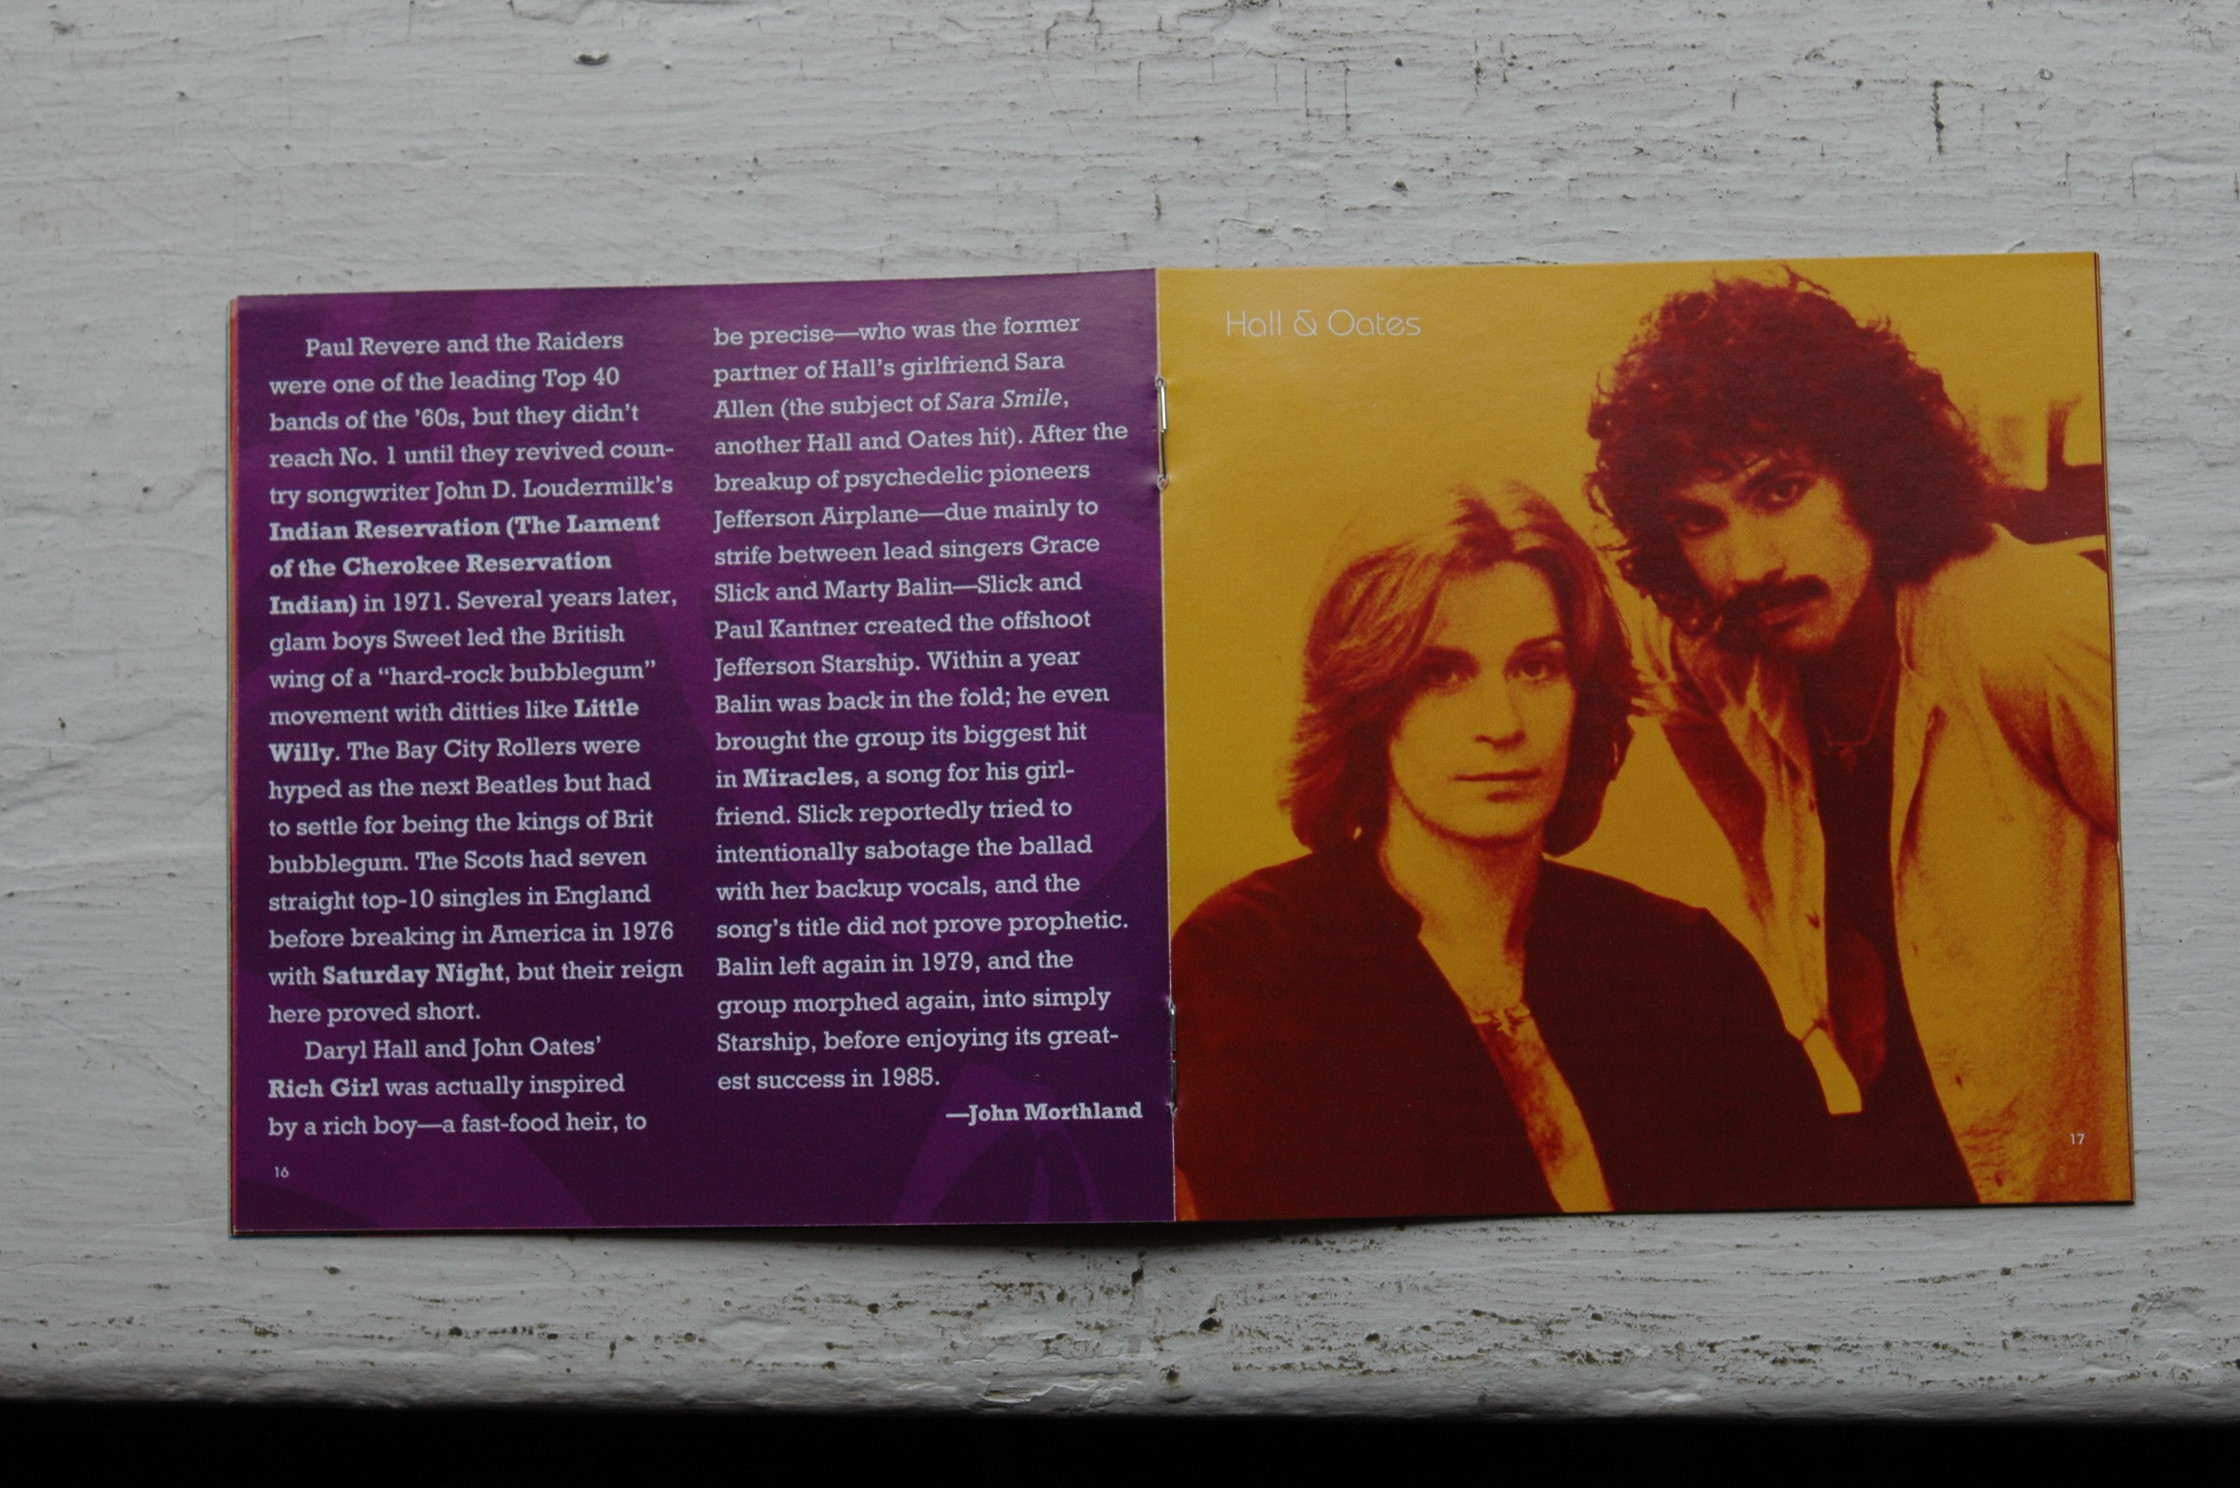 Paul Revere and the Raiders
were one of the leading Top 40
bands of the '60s, but they didn't
reach No. 1 until they revived coun-
try songwriter John D. Loudermilk's
Indian Reservation (The Lament
of the Cherokee Reservation
Indian) in 1971. Several years later,
glam boys Sweet led the British
wing of a “hard-rock bubblegum”
movement with ditties like Little
Willy. The Bay City Rollers were
hyped as the next Beatles but had
to settle for being the kings of Brit
bubblegum. The Scots had seven
straight top-10 singles in England
before breaking in America in 1976
with Saturday Night, but their reign
here proved short.
Daryl Hall and John Oates'
Rich Girl was actually inspired
by a rich boy—a fast-food heir, to
16
be precise—who was the former
partner of Hall's girlfriend Sara
Allen (the subject of Sara Smile,
another Hall and Oates hit). After the
breakup of psychedelic pioneers
Jefferson Airplane—due mainly to
strife between lead singers Grace
Slick and Marty Balin—Slick and
Paul Kantner created the offshoot
Jefferson Starship. Within a year
Balin was back in the fold; he even
brought the group its biggest hit
in Miracles, a song for his girl-
friend. Slick reportedly tried to
intentionally sabotage the ballad
with her backup vocals, and the
song's title did not prove prophetic.
Balin left again in 1979, and the
group morphed again, into simply
Starship, before enjoying its great-
est success in 1985.
—John Morthland
Hall & Oates
17